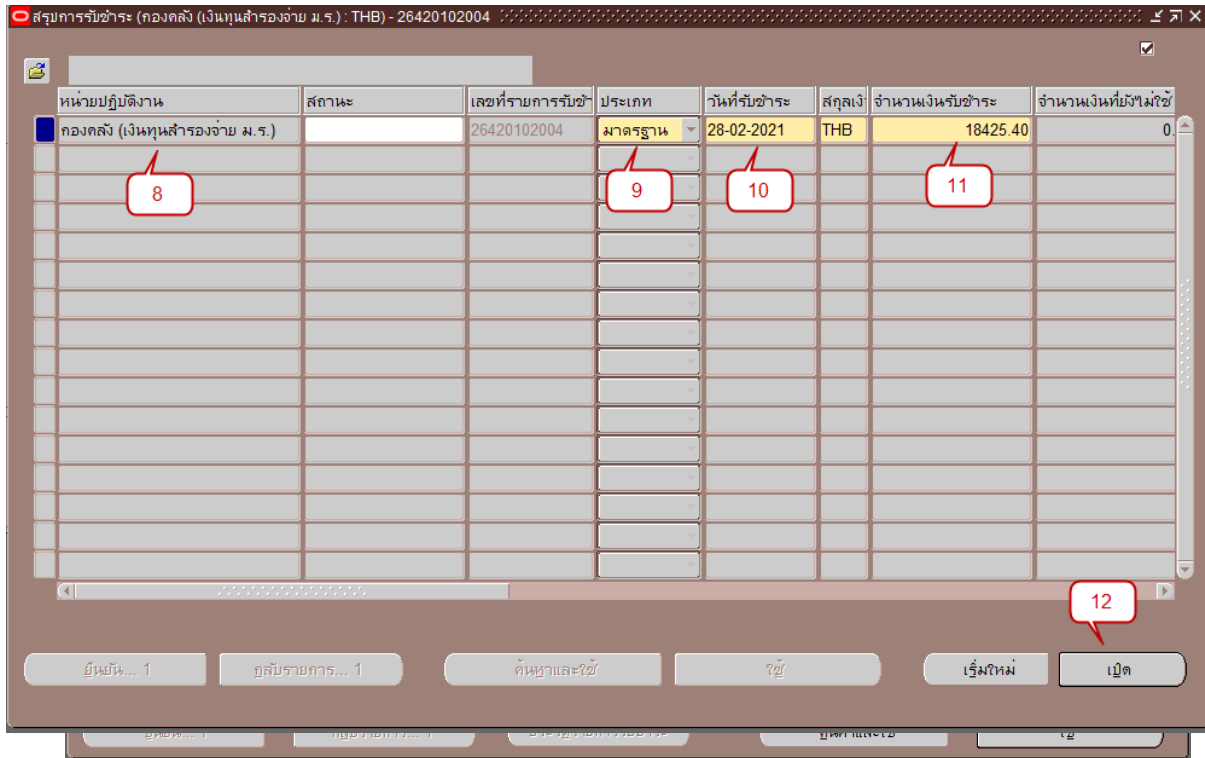 สรุปการรับชำระ (กองคลัง (เงินทุนสำรองจ่าย ม.ร.) : THB) - 26420102004
หน่วยปฏิบัติงาน สถานะ เลขที่รายการรับชำ ประเภท วันที่รับชำระ สกุลเงิ จำนวนเงินรับชำระ จำนวนเงินที่ยังไม่ใช้
กองคลัง (เงินทุนสำรองจ่าย ม.ร.) 26420102004 มาตรฐาน 28-02-2021 THB 18425.40 0.
8 9 10 11
12
ยืนยัน... 1 กลับรายการ... 1 ค้นหาและใช้ ใช้ เริ่มใหม่ เปิด